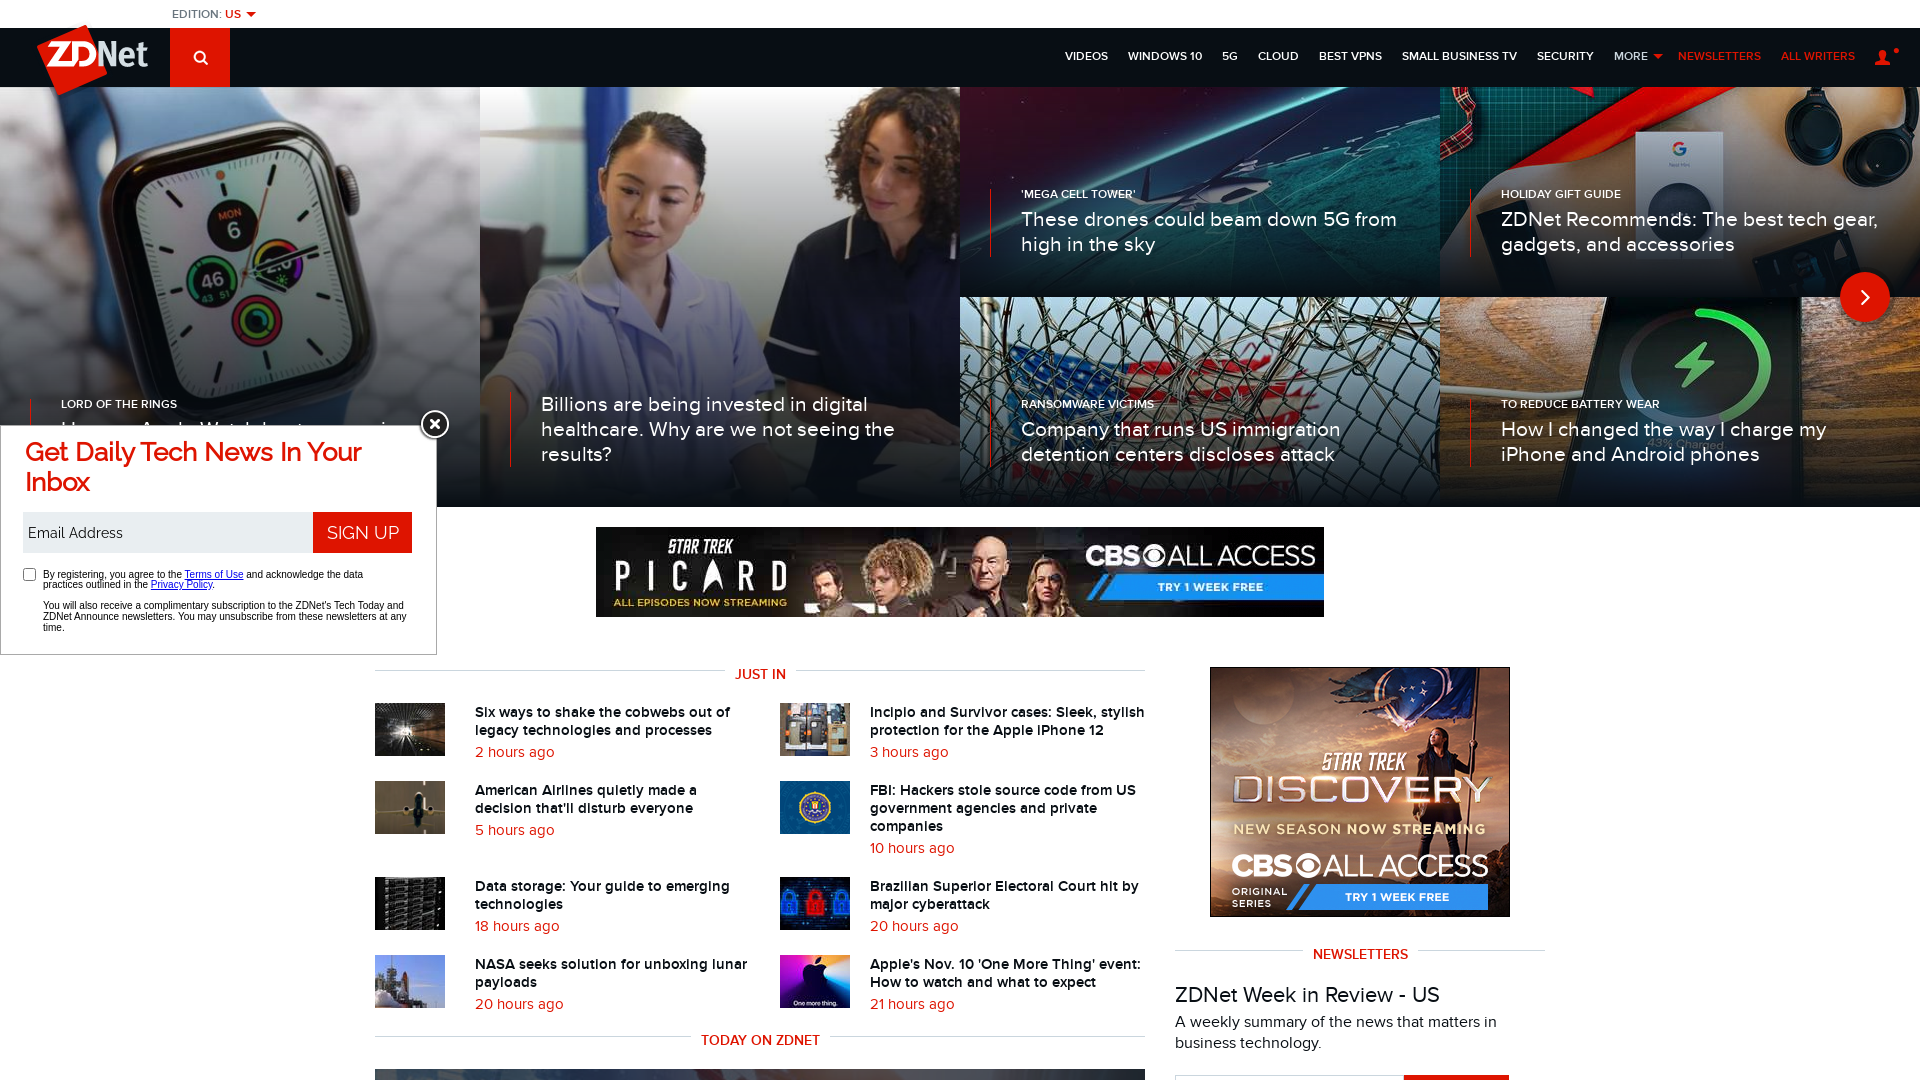 EDITION: US
ZDNet
VIDEOS WINDOWS 10 5G CLOUD BEST VPNS SMALL BUSINESS TV SECURITY MORE NEWSLETTERS ALL WRITERS
MON
6
46
43 51
LORD OF THE RINGS
Billions are being invested in digital
healthcare. Why are we not seeing the
results?
'MEGA CELL TOWER'
These drones could beam down 5G from
high in the sky
HOLIDAY GIFT GUIDE
ZDNet Recommends: The best tech gear,
gadgets, and accessories
RANSOMWARE VICTIMS
Company that runs US immigration
detention centers discloses attack
TO REDUCE BATTERY WEAR
How I changed the way I charge my
iPhone and Android phones
43% Charged
Get Daily Tech News In Your
Inbox
Email Address
SIGN UP
By registering, you agree to the Terms of Use and acknowledge the data
practices outlined in the Privacy Policy.
You will also receive a complimentary subscription to the ZDNet's Tech Today and
ZDNet Announce newsletters. You may unsubscribe from these newsletters at any
time.
STAR TREK
PICARD
ALL EPISODES NOW STREAMING
CBS ALL ACCESS
TRY 1 WEEK FREE
JUST IN
Six ways to shake the cobwebs out of
legacy technologies and processes
2 hours ago
Incipio and Survivor cases: Sleek, stylish
protection for the Apple iPhone 12
3 hours ago
American Airlines quietly made a
decision that'll disturb everyone
5 hours ago
FBI: Hackers stole source code from US
government agencies and private
companies
10 hours ago
Data storage: Your guide to emerging
technologies
18 hours ago
Brazilian Superior Electoral Court hit by
major cyberattack
20 hours ago
NASA seeks solution for unboxing lunar
payloads
20 hours ago
One more thing.
Apple's Nov. 10 'One More Thing' event:
How to watch and what to expect
21 hours ago
TODAY ON ZDNET
STAR TREK
DISCOVERY
NEW SEASON NOW STREAMING
CBS ALL ACCESS
ORIGINAL
SERIES
TRY 1 WEEK FREE
NEWSLETTERS
ZDNet Week in Review - US
A weekly summary of the news that matters in
business technology.